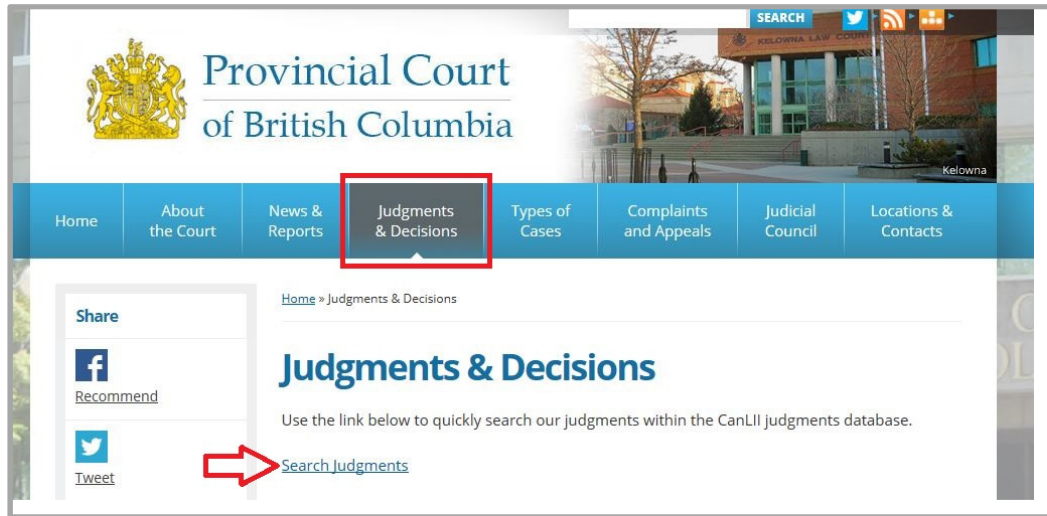 SEARCH
KELOWNA LAW COURT
Provincial Court
of British Columbia
Kelowna
Home
About
the Court
News &
Reports
Judgments
& Decisions
Types of
Cases
Complaints
and Appeals
Judicial
Council
Locations &
Contacts
Share
Recommend
Tweet
Home » Judgments & Decisions
Judgments & Decisions
Use the link below to quickly search our judgments within the CanLII judgments database.
Search Judgments